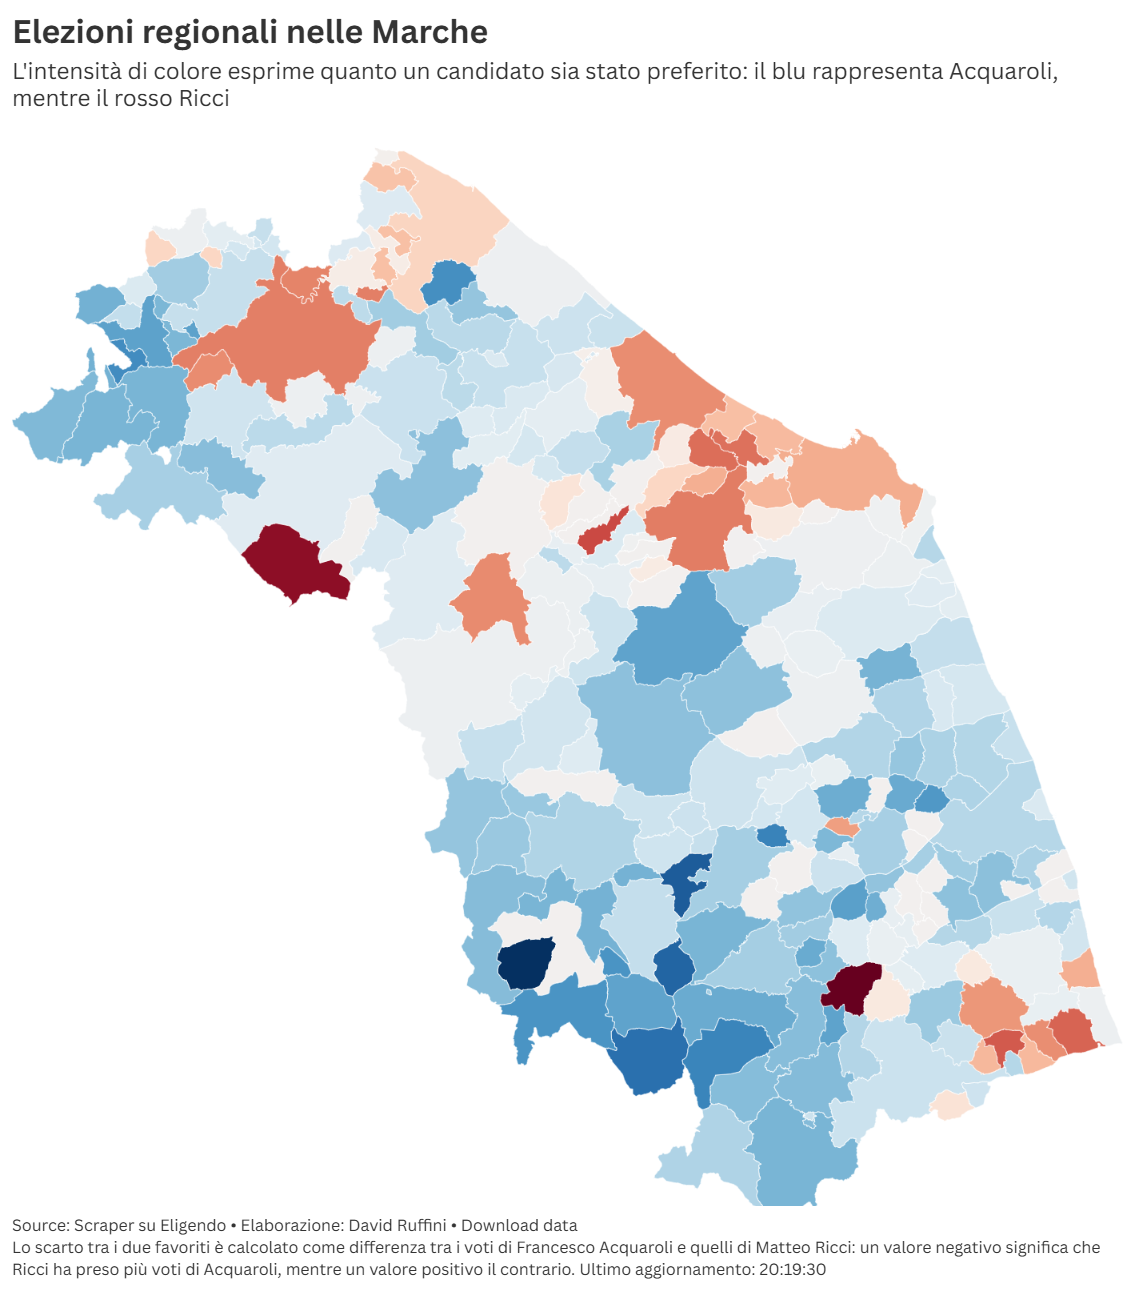 Elezioni regionali nelle Marche
L'intensità di colore esprime quanto un candidato sia stato preferito: il blu rappresenta Acquaroli,
mentre il rosso Ricci
Source: Scraper su Eligendo • Elaborazione: David Ruffini • Download data
Lo scarto tra i due favoriti è calcolato come differenza tra i voti di Francesco Acquaroli e quelli di Matteo Ricci: un valore negativo significa che
Ricci ha preso più voti di Acquaroli, mentre un valore positivo il contrario. Ultimo aggiornamento: 20:19:30